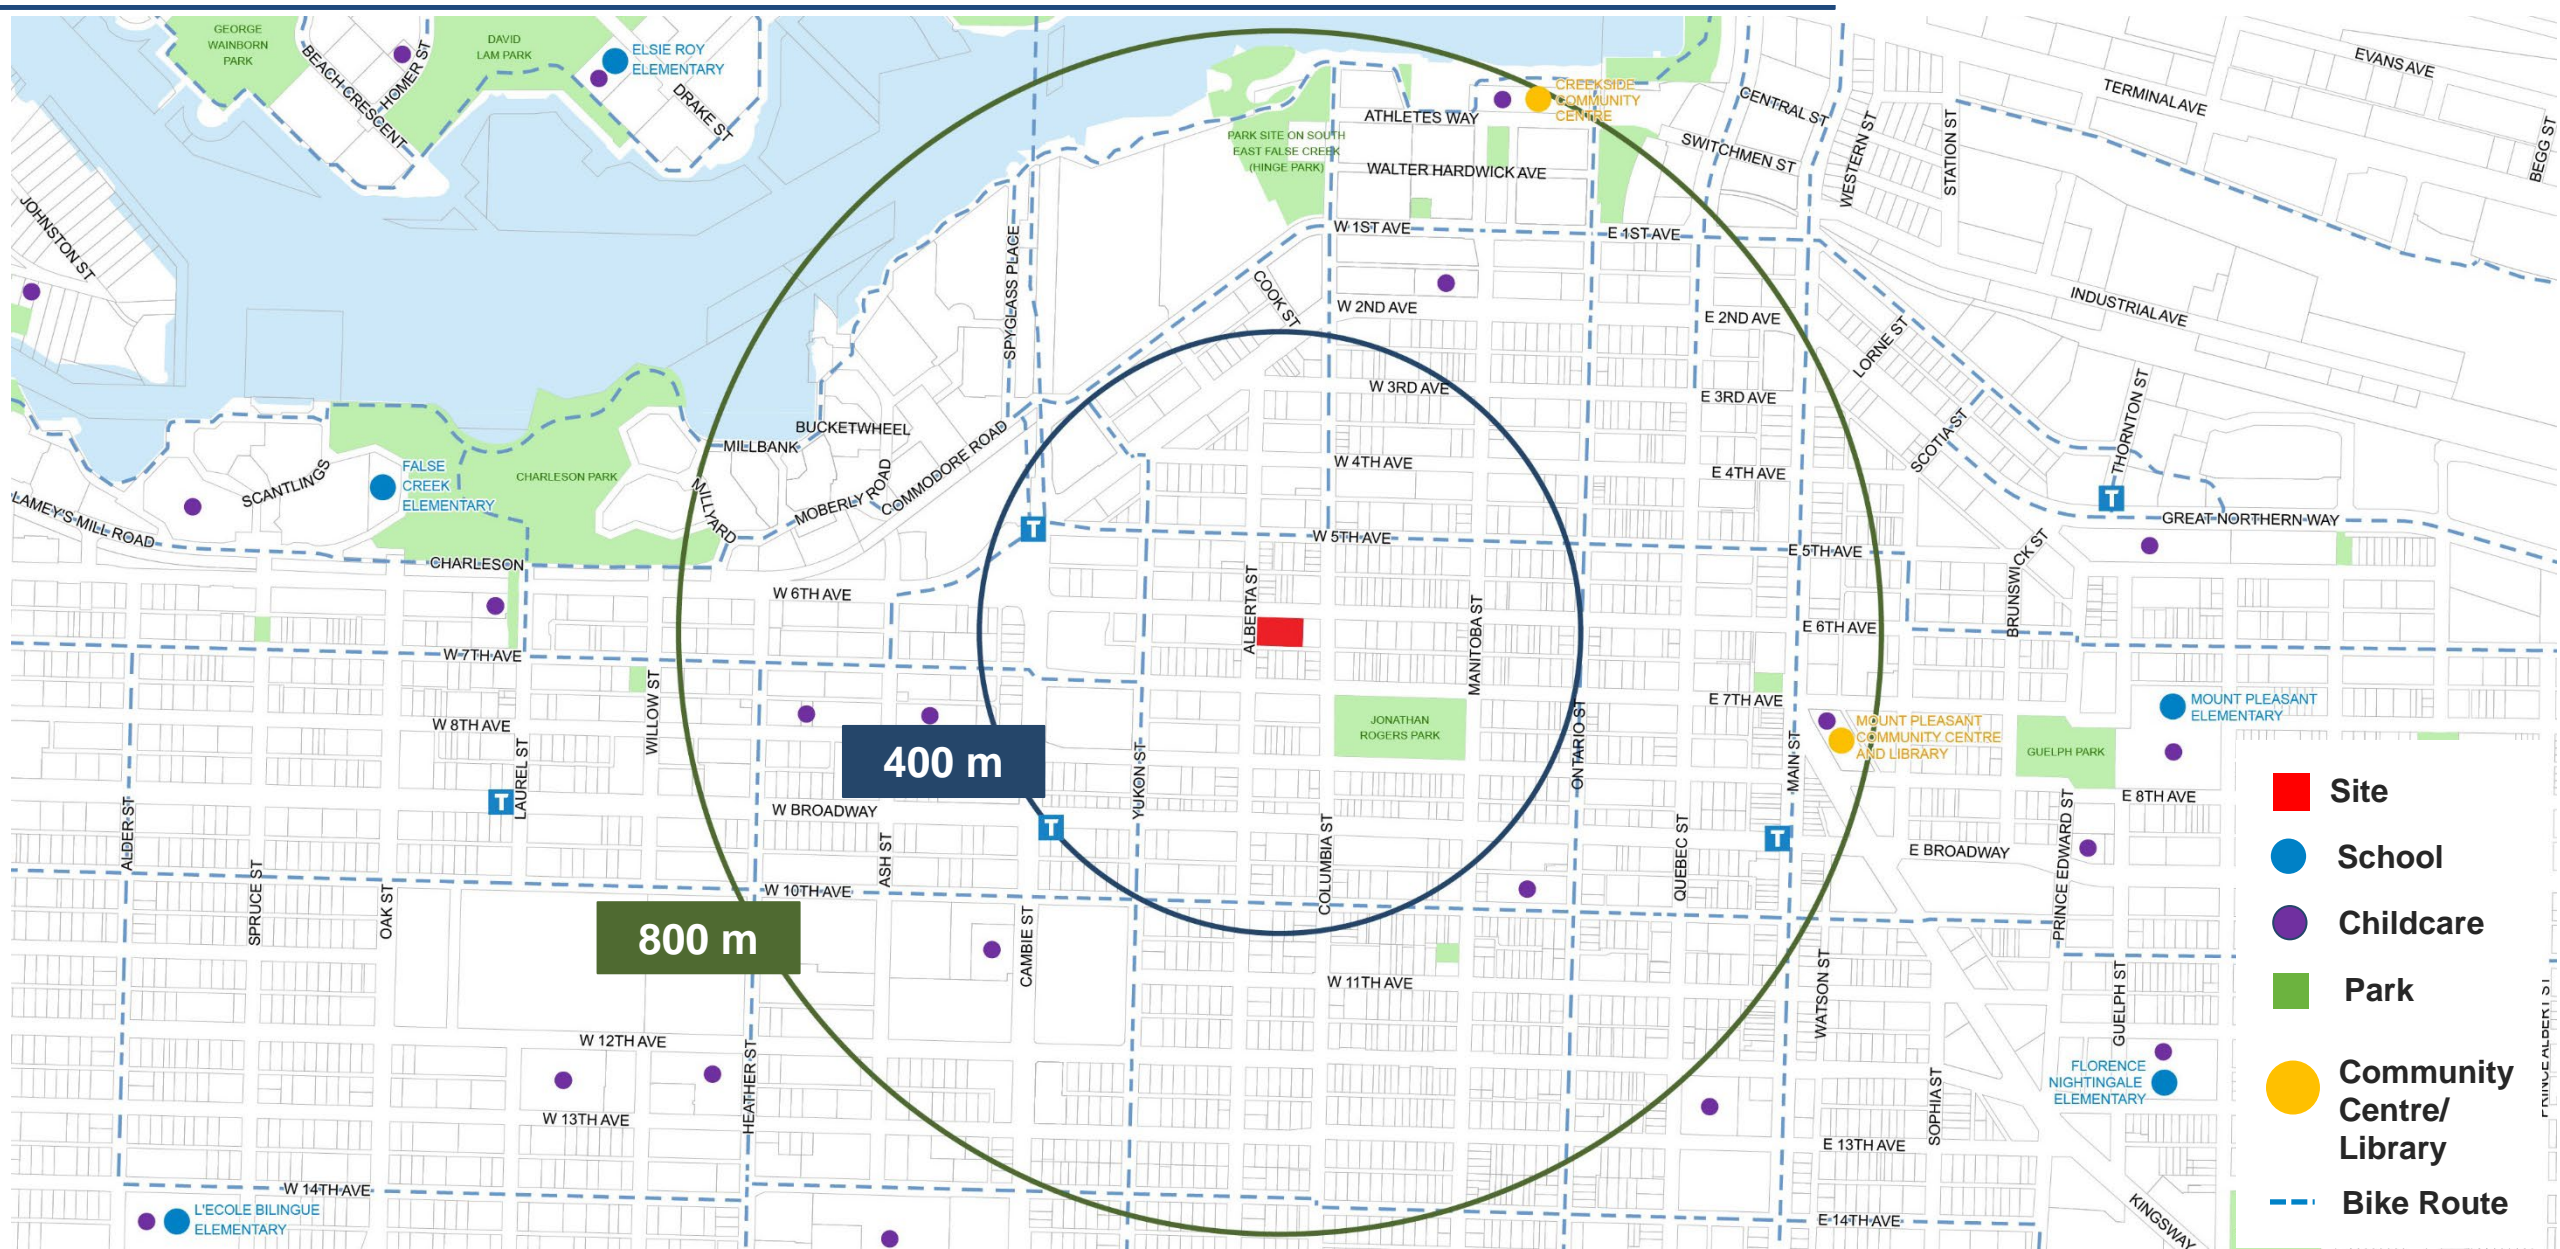 GEORGE
WAINBORN
PARK
BEACH CRESCENT
HOMER ST
DAVID
LAM PARK
ELSIE ROY
ELEMENTARY
DRAKE ST
JOHNSTON ST
SPYGLASS PLACE
PARK SITE ON SOUTH
EAST FALSE CREEK
(HINGE PARK)
ATHLETES WAY
CREEKSIDE
COMMUNITY
CENTRE
WALTER HARDWICK AVE
CENTRAL ST
SWITCHMEN ST
WESTERN ST
STATION ST
TERMINAL AVE
EVANS AVE
BEGG ST
W 1ST AVE
E 1ST AVE
COOK ST
W 2ND AVE
E 2ND AVE
LORNE ST
INDUSTRIAL AVE
W 3RD AVE
E 3RD AVE
SCOTIA ST
THORNTON ST
W 4TH AVE
E 4TH AVE
FALSE
CREEK
ELEMENTARY
SCANTLINGS
LAMEY'S MILL ROAD
CHARLESON PARK
MILLBANK
BUCKETWHEEL
MILLYARD
MOBERLY ROAD
COMMODORE ROAD
T
T
GREAT NORTHERN WAY
CHARLESON
W 5TH AVE
E 5TH AVE
BRUNSWICK ST
W 6TH AVE
ALBERTA ST
MANITOBA ST
E 6TH AVE
W 7TH AVE
E 7TH AVE
WILLOW ST
JONATHAN
ROGERS PARK
ONTARIO ST
MOUNT PLEASANT
COMMUNITY CENTRE
AND LIBRARY
GUELPH PARK
MOUNT PLEASANT
ELEMENTARY
W 8TH AVE
LAUREL ST
T
400 m
YUKON ST
MAIN ST
E 8TH AVE
W BROADWAY
T
T
E BROADWAY
ALDER ST
SPRUCE ST
OAK ST
ASH ST
W 10TH AVE
COLUMBIA ST
QUEBEC ST
PRINCE EDWARD ST
800 m
CAMBIE ST
W 11TH AVE
WATSON ST
GUELPH ST
PRINCE ALBERT ST
W 12TH AVE
HEATHER ST
W 13TH AVE
SOPHIA ST
E 13TH AVE
FLORENCE
NIGHTINGALE
ELEMENTARY
W 14TH AVE
E 14TH AVE
L'ECOLE BILINGUE
ELEMENTARY
KINGSWAY
Site
School
Childcare
Park
Community
Centre/
Library
Bike Route